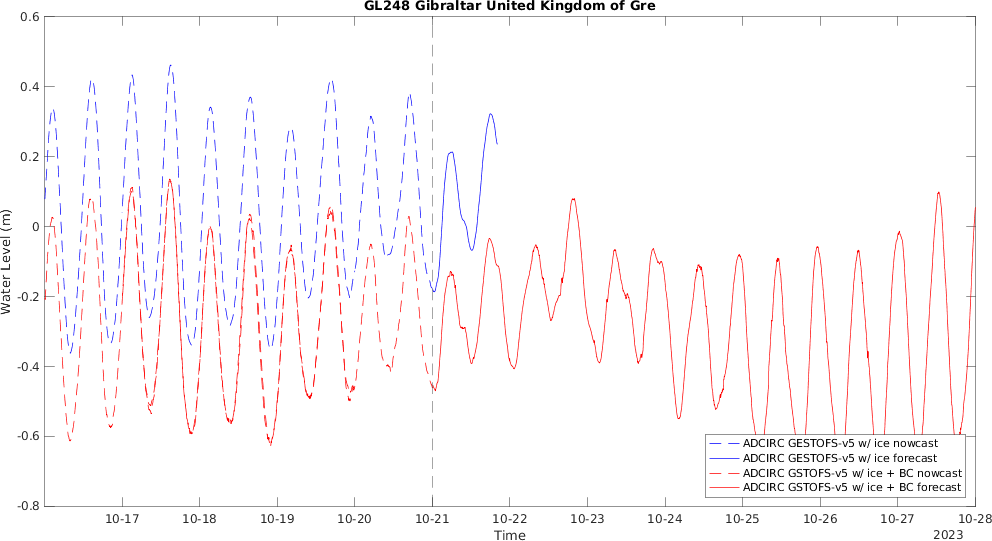 GL248 Gibraltar United Kingdom of Gre
0.6
0.4
0.2
0
-0.2
-0.4
-0.6
-0.8
Water Level (m)
10-17 10-18 10-19 10-20 10-21 10-22 10-23 10-24 10-25 10-26 10-27 10-28
Time
2023
ADCIRC GESTOFS-v5 w/ ice nowcast
ADCIRC GESTOFS-v5 w/ ice forecast
ADCIRC GSTOFS-v5 w/ ice + BC nowcast
ADCIRC GSTOFS-v5 w/ ice + BC forecast